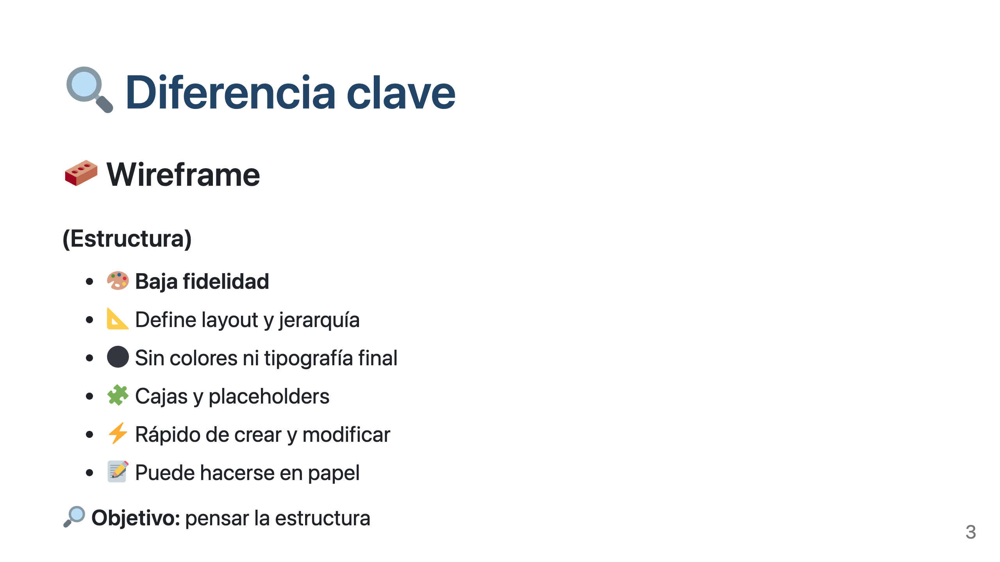 🔍 Diferencia clave
🧱 Wireframe
(Estructura)
• 🎨 Baja fidelidad
• 📐 Define layout y jerarquía
• ⚫ Sin colores ni tipografía final
• 🧩 Cajas y placeholders
• ⚡ Rápido de crear y modificar
• 📝 Puede hacerse en papel
🔎 Objetivo: pensar la estructura
3